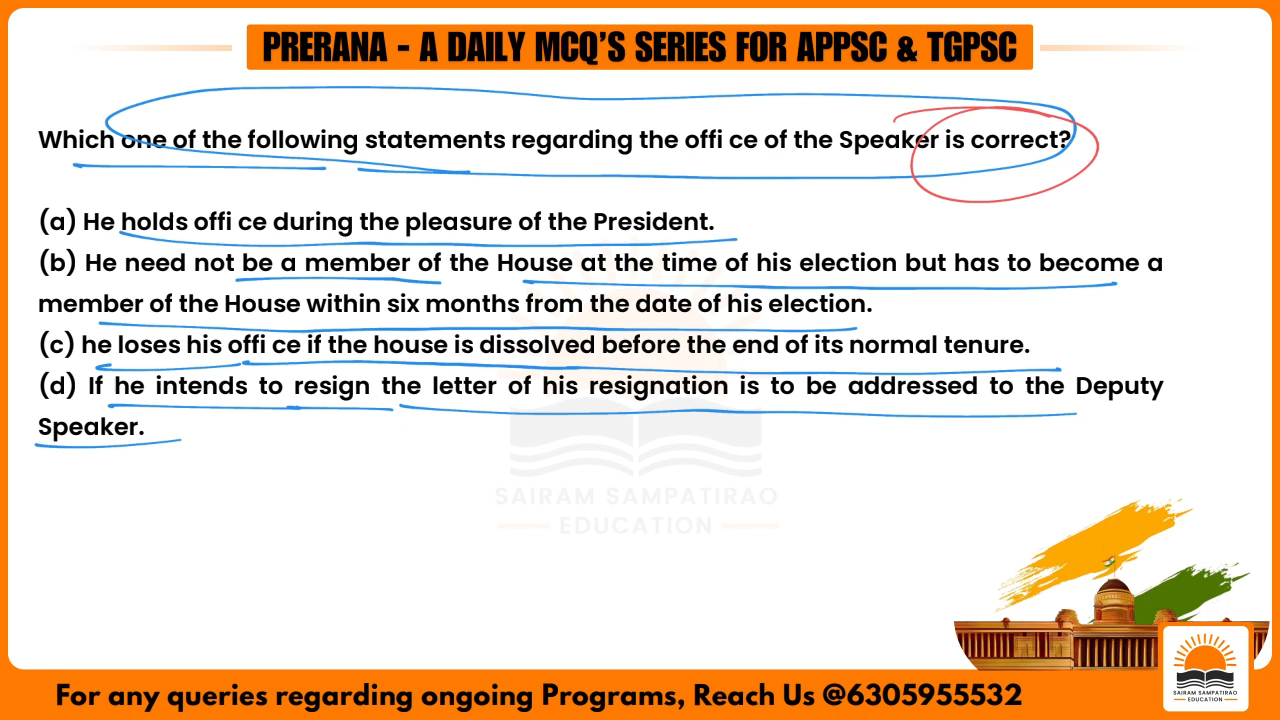 PRERANA - A DAILY MCQ'S SERIES FOR APPSC & TGPSC
Which one of the following statements regarding the offi ce of the Speaker is correct?
(a) He holds offi ce during the pleasure of the President.
(b) He need not be a member of the House at the time of his election but has to become a
member of the House within six months from the date of his election.
(c) he loses his offi ce if the house is dissolved before the end of its normal tenure.
(d) If he intends to resign the letter of his resignation is to be addressed to the Deputy
Speaker.
SAIRAM SAMPATIRAO
EDUCATION
SAIRAM SAMPATIRAO
EDUCATION
For any queries regarding ongoing Programs, Reach Us @6305955532